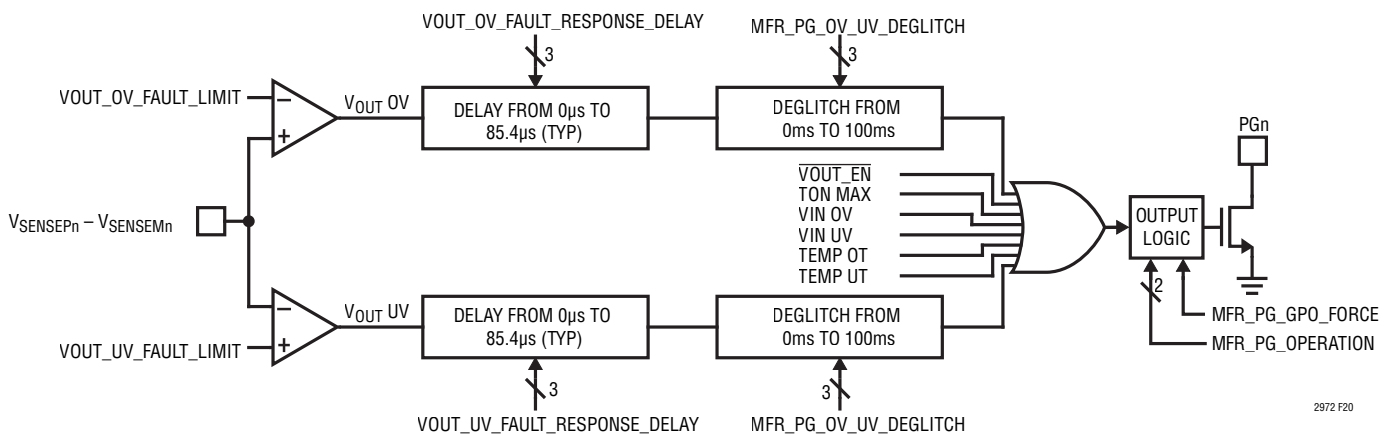 VOUT_OV_FAULT_RESPONSE_DELAY
MFR_PG_OV_UV_DEGLITCH
3
3
VOUT_OV_FAULT_LIMIT
–
+
VOUT OV
DELAY FROM 0µs TO
85.4µs (TYP)
DEGLITCH FROM
0ms TO 100ms
PGn
VOUT_EN
TON MAX
VIN OV
VIN UV
TEMP OT
TEMP UT
OUTPUT
LOGIC
VSENSEPn – VSENSEMn
2
–
+
VOUT UV
VOUT_UV_FAULT_LIMIT
DELAY FROM 0µs TO
85.4µs (TYP)
DEGLITCH FROM
0ms TO 100ms
MFR_PG_GPO_FORCE
MFR_PG_OPERATION
3
3
VOUT_UV_FAULT_RESPONSE_DELAY
MFR_PG_OV_UV_DEGLITCH
2972 F20